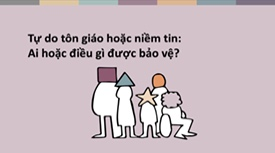 Tự do tôn giáo hoặc niềm tin:
Ai hoặc điều gì được bảo vệ?